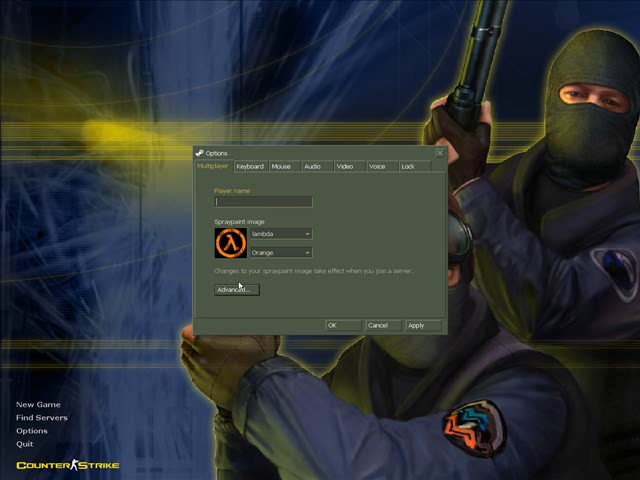 Options
Multiplayer Keyboard Mouse Audio Video Voice Lock
Player name
Spraypaint image
lambda
Orange
Changes to your spraypaint image take effect when you join a server.
Advanced...
OK Cancel Apply
New Game
Find Servers
Options
Quit
Counter Strike